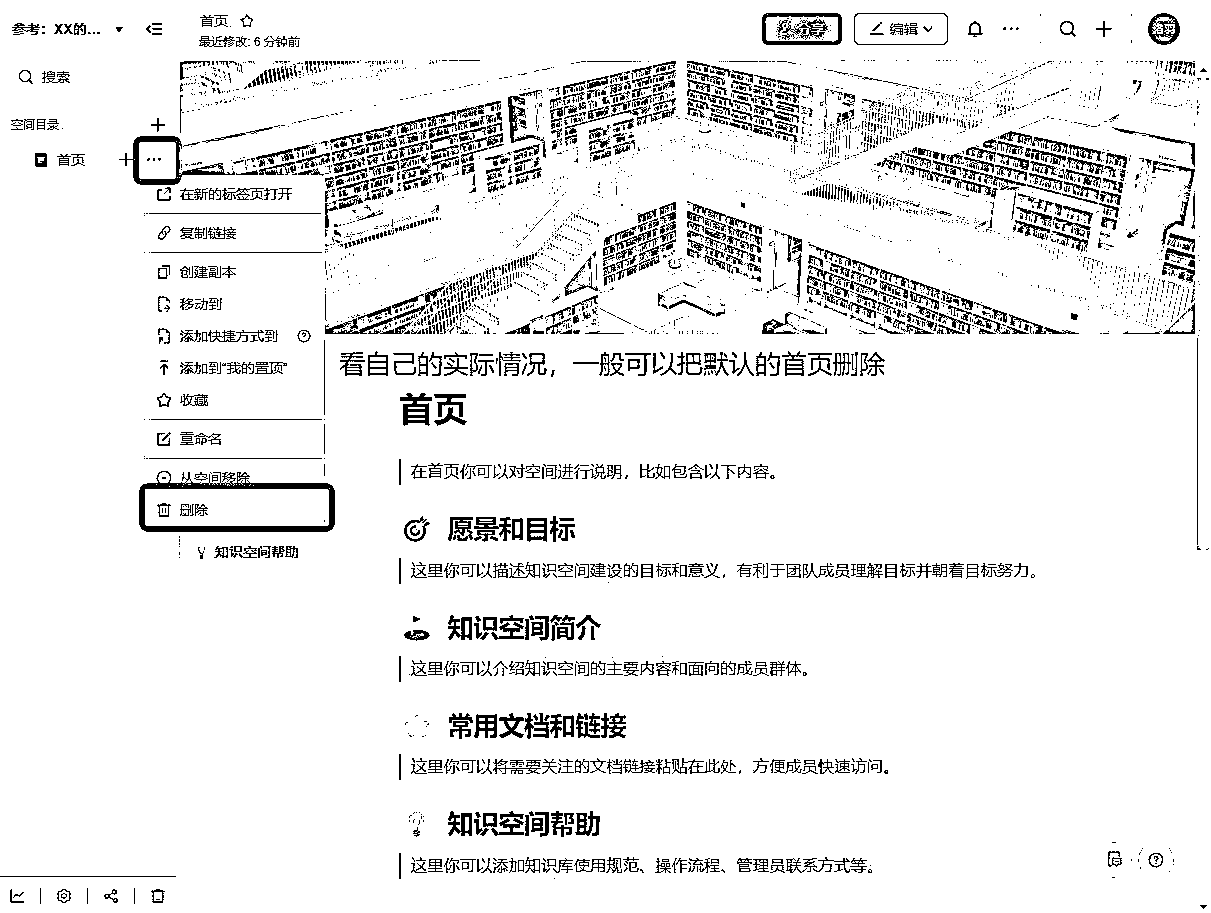 参考：XX的...
首页
最近修改: 6 分钟前
分享
编辑
搜索
空间目录
首页
在新的标签页打开
复制链接
创建副本
移动到
添加快捷方式到
添加到“我的置顶”
收藏
重命名
从空间移除
删除
知识空间帮助
看自己的实际情况，一般可以把默认的首页删除
首页
在首页你可以对空间进行说明，比如包含以下内容。
愿景和目标
这里你可以描述知识空间建设的目标和意义，有利于团队成员理解目标并朝着目标努力。
知识空间简介
这里你可以介绍知识空间的主要内容和面向的成员群体。
常用文档和链接
这里你可以将需要关注的文档链接粘贴在此处，方便成员快速访问。
知识空间帮助
这里你可以添加知识库使用规范、操作流程、管理员联系方式等。